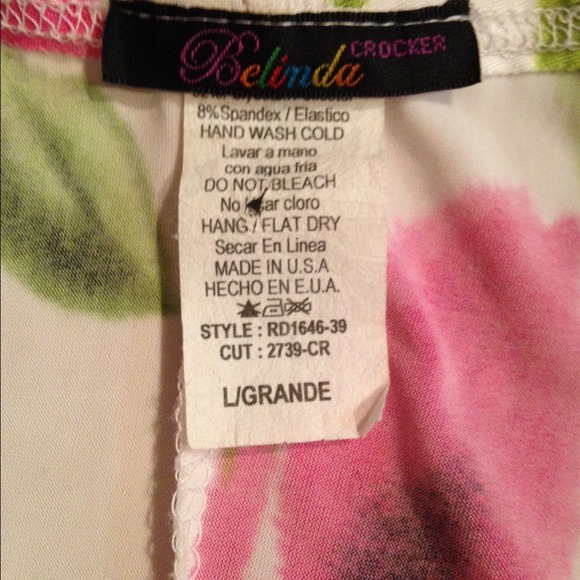 Belinda CROCKER
8% Spandex / Elastico
HAND WASH COLD
Lavar a mano
con agua fria
DO NOT BLEACH
No ar cloro
HANG / FLAT DRY
Secar En Linea
MADE IN U.S.A
HECHO EN E.U.A.
STYLE : RD1646-39
CUT : 2739-CR
L/GRANDE